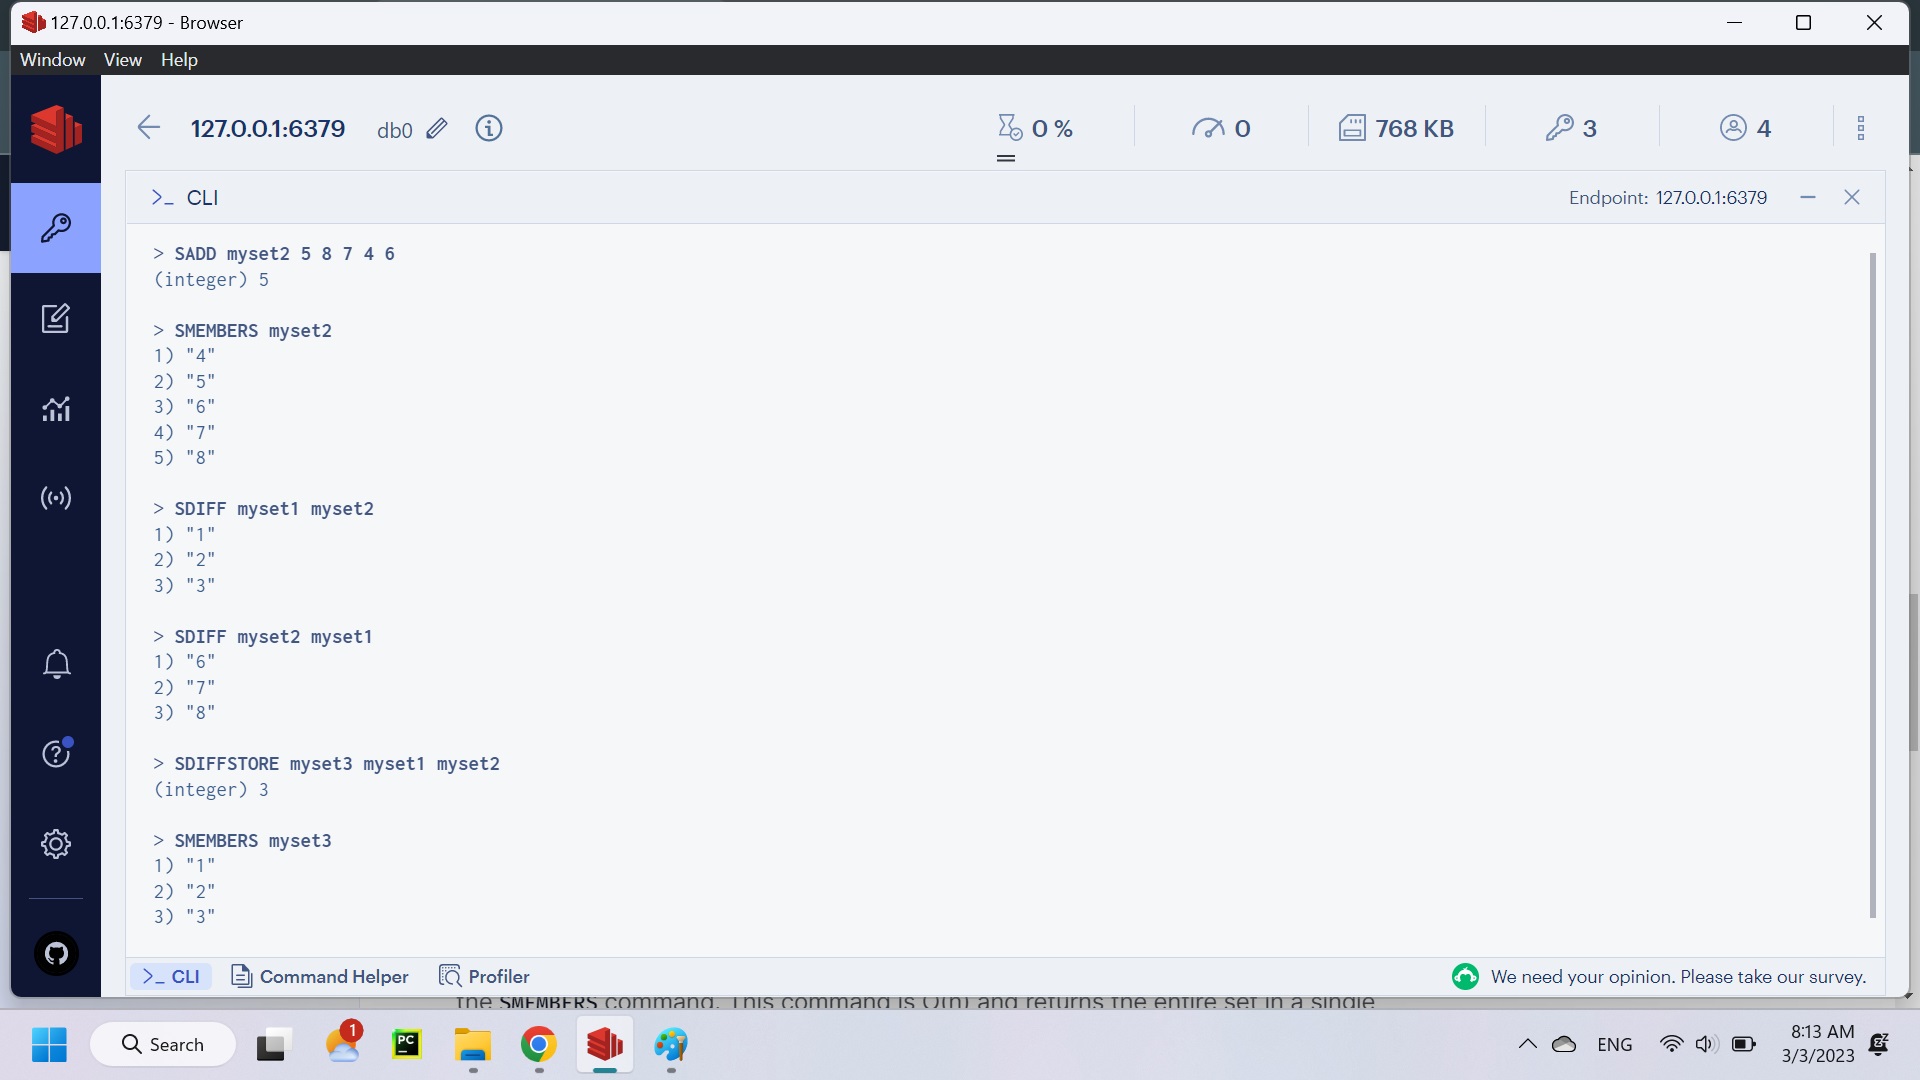 127.0.0.1:6379 - Browser
Window View Help
127.0.0.1:6379 db0 0 % 0 768 KB 3 4
>_ CLI Endpoint: 127.0.0.1:6379
> SADD myset2 5 8 7 4 6
(integer) 5
> SMEMBERS myset2
1) "4"
2) "5"
3) "6"
4) "7"
5) "8"
> SDIFF myset1 myset2
1) "1"
2) "2"
3) "3"
> SDIFF myset2 myset1
1) "6"
2) "7"
3) "8"
> SDIFFSTORE myset3 myset1 myset2
(integer) 3
> SMEMBERS myset3
1) "1"
2) "2"
3) "3"
>_ CLI Command Helper Profiler We need your opinion. Please take our survey.
the SMEMBERS command. This command is O(n) and returns the entire set in a single
Search 1 PC ENG 8:13 AM
3/3/2023